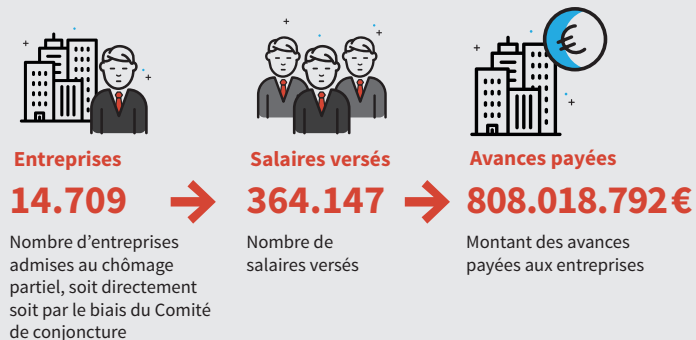 Entreprises
14.709
Nombre d’entreprises
admises au chômage
partiel, soit directement
soit par le biais du Comité
de conjoncture
Salaires versés
364.147
Nombre de
salaires versés
Avances payées
808.018.792 €
Montant des avances
payées aux entreprises